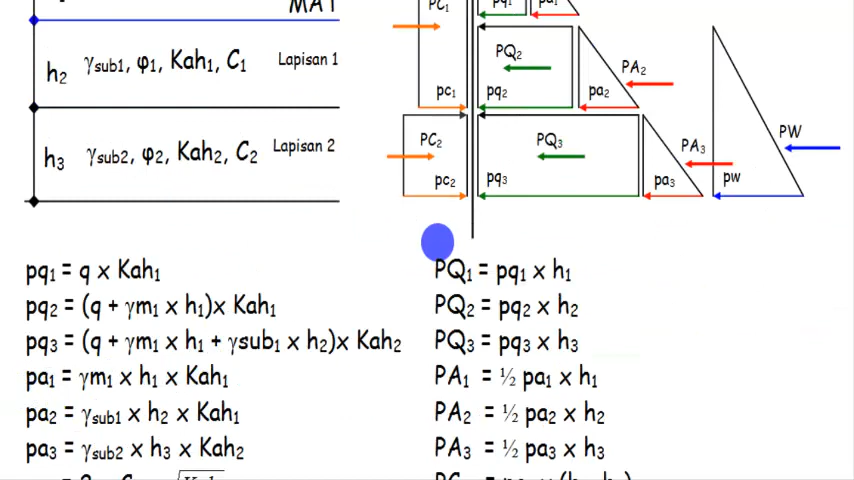 MAT
PC1
pq1
pa1
h2 γsub1, φ1, Kah1, C1 Lapisan 1
PQ2
PA2
pc1 pq2 pa2
h3 γsub2, φ2, Kah2, C2 Lapisan 2
PC2 PQ3 PA3 PW
pc2 pq3 pa3 pw
pq1 = q x Kah1
pq2 = (q + γm1 x h1)x Kah1
pq3 = (q + γm1 x h1 + γsub1 x h2)x Kah2
pa1 = γm1 x h1 x Kah1
pa2 = γsub1 x h2 x Kah1
pa3 = γsub2 x h3 x Kah2
PQ1 = pq1 x h1
PQ2 = pq2 x h2
PQ3 = pq3 x h3
PA1 = ½ pa1 x h1
PA2 = ½ pa2 x h2
PA3 = ½ pa3 x h3